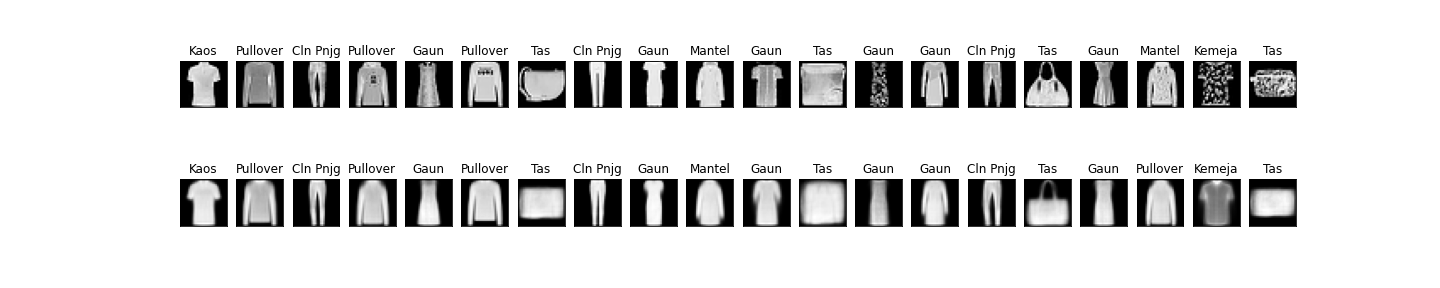 Kaos Pullover Cln Pnjg Pullover Gaun Pullover Tas Cln Pnjg Gaun Mantel Gaun Tas Gaun Gaun Cln Pnjg Tas Gaun Mantel Kemeja Tas
Kaos Pullover Cln Pnjg Pullover Gaun Pullover Tas Cln Pnjg Gaun Mantel Gaun Tas Gaun Gaun Cln Pnjg Tas Gaun Pullover Kemeja Tas